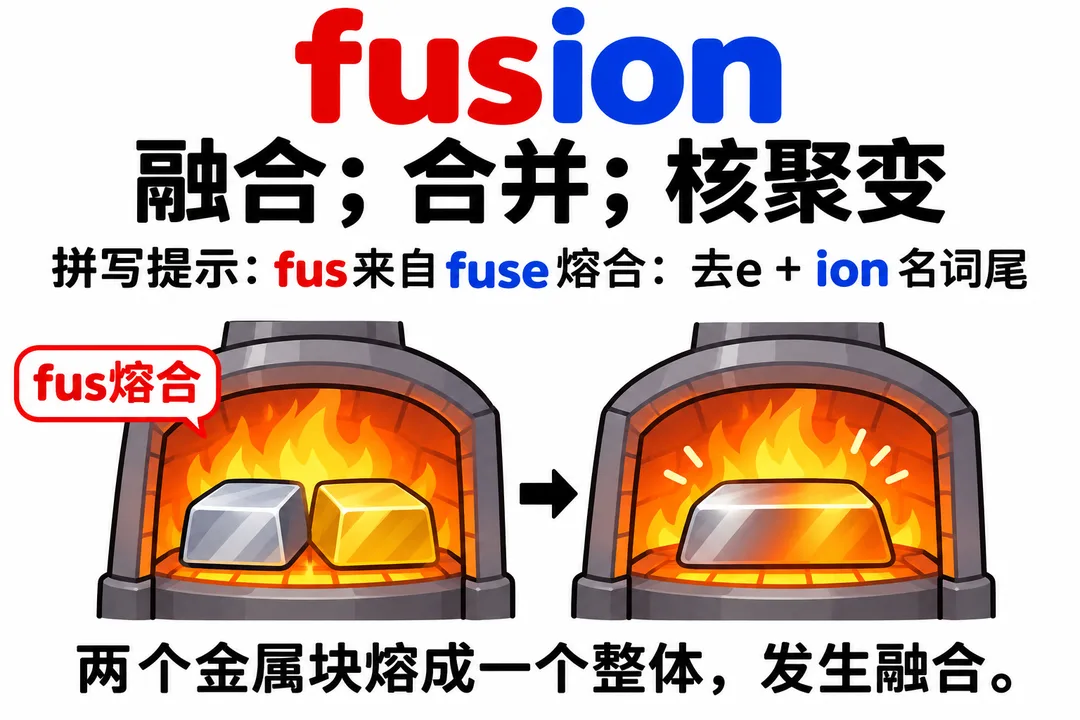 fusion
融合；合并；核聚变
拼写提示：fus来自fuse熔合：去e + ion名词尾
fus熔合
两个金属块熔成一个整体，发生融合。